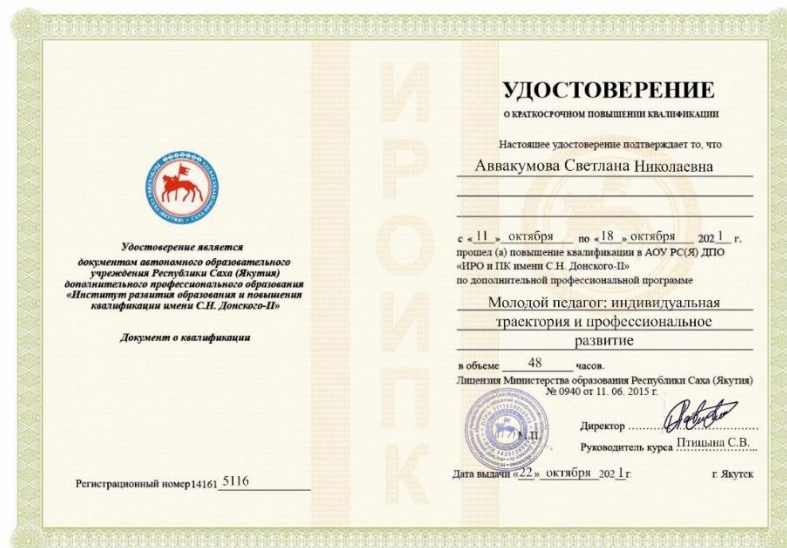 Удостоверение является
документом автономного образовательного
учреждения Республики Саха (Якутия)
дополнительного профессионального образования
«Институт развития образования и повышения
квалификации имени С.Н. Донского-II»
Документ о квалификации
Регистрационный номер14161 5116
ИРОИПК
УДОСТОВЕРЕНИЕ
О КРАТКОСРОЧНОМ ПОВЫШЕНИИ КВАЛИФИКАЦИИ
Настоящее удостоверение подтверждает то, что
Аввакумова Светлана Николаевна
с «11» октября по «18» октября 2021 г.
прошел (а) повышение квалификации в АОУ РС(Я) ДПО
«ИРО и ПК имени С.Н. Донского-II»
по дополнительной профессиональной программе
Молодой педагог: индивидуальная
траектория и профессиональное
развитие
в объеме 48 часов.
Лицензия Министерства образования Республики Саха (Якутия)
№ 0940 от 11. 06. 2015 г.
М.П.
Директор
Руководитель курса Птицына С.В.
Дата выдачи «22» октября 2021г. г. Якутск